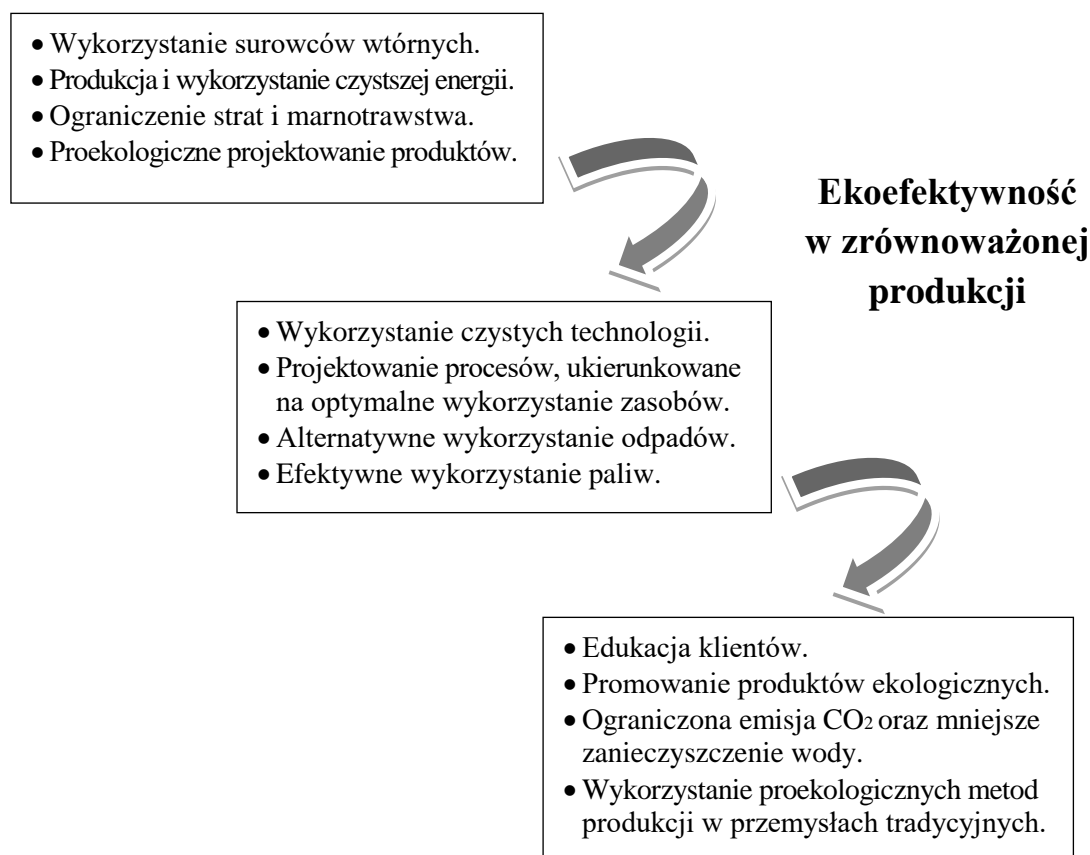 • Wykorzystanie surowców wtórnych.
• Produkcja i wykorzystanie czystszej energii.
• Ograniczenie strat i marnotrawstwa.
• Proekologiczne projektowanie produktów.
Ekoefektywność
w zrównoważonej
produkcji
• Wykorzystanie czystych technologii.
• Projektowanie procesów, ukierunkowane
na optymalne wykorzystanie zasobów.
• Alternatywne wykorzystanie odpadów.
• Efektywne wykorzystanie paliw.
• Edukacja klientów.
• Promowanie produktów ekologicznych.
• Ograniczona emisja CO2 oraz mniejsze
zanieczyszczenie wody.
• Wykorzystanie proekologicznych metod
produkcji w przemysłach tradycyjnych.